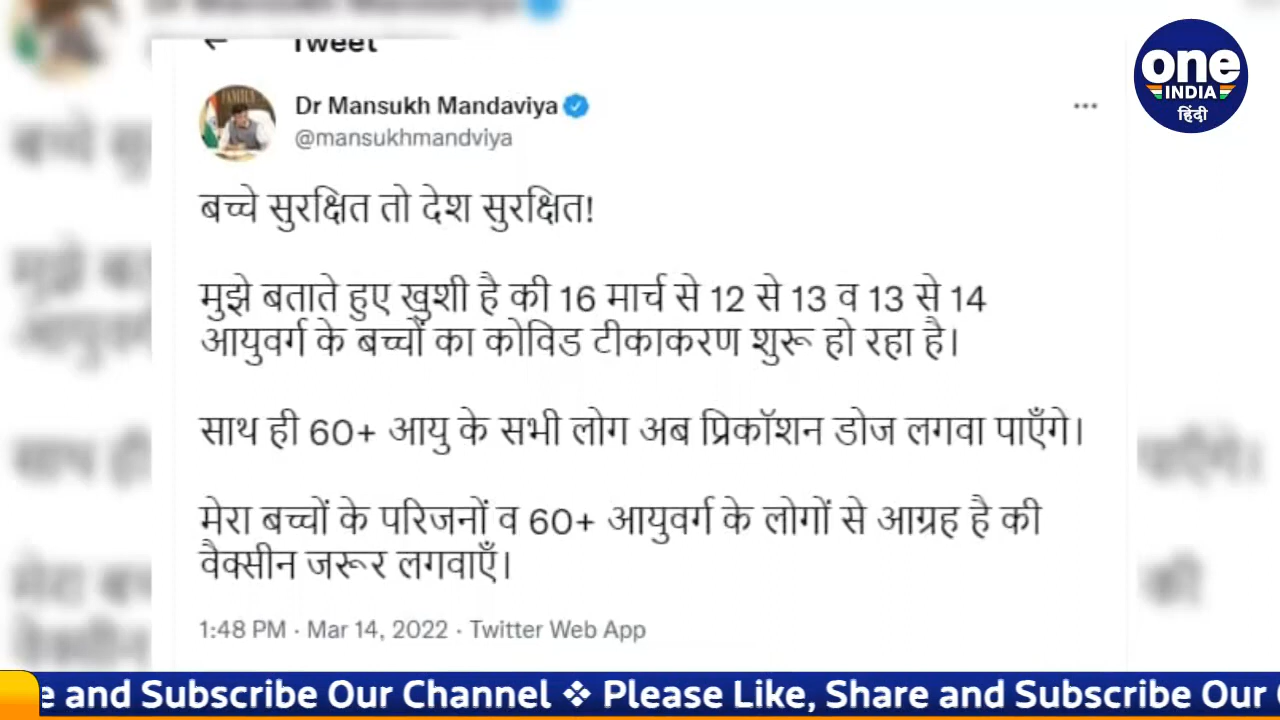 Tweet
one
INDIA
हिंदी
Dr Mansukh Mandaviya
@mansukhmandviya
बच्चे सुरक्षित तो देश सुरक्षित!
मुझे बताते हुए खुशी है की 16 मार्च से 12 से 13 व 13 से 14
आयुवर्ग के बच्चों का कोविड टीकाकरण शुरू हो रहा है।
साथ ही 60+ आयु के सभी लोग अब प्रिकॉशन डोज लगवा पाएँगे।
मेरा बच्चों के परिजनों व 60+ आयुवर्ग के लोगों से आग्रह है की
वैक्सीन जरूर लगवाएँ।
1:48 PM · Mar 14, 2022 · Twitter Web App
e and Subscribe Our Channel ❖ Please Like, Share and Subscribe Our